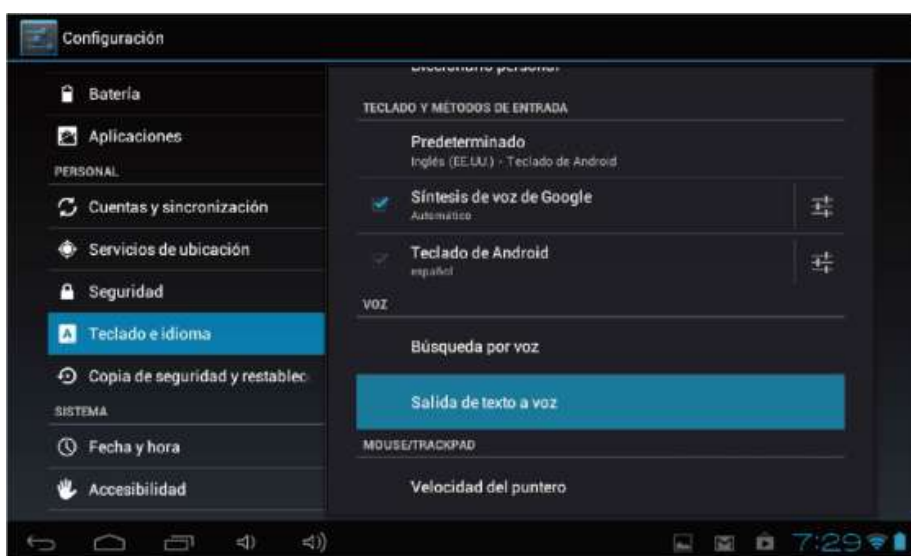 Configuración
Batería
Aplicaciones
PERSONAL
Cuentas y sincronización
Servicios de ubicación
Seguridad
Teclado e idioma
Copia de seguridad y restablec
SISTEMA
Fecha y hora
Accesibilidad
Diccionario personal
TECLADO Y MÉTODOS DE ENTRADA
Predeterminado
Inglés (EE.UU.) - Teclado de Android
Síntesis de voz de Google
Automático
Teclado de Android
español
VOZ
Búsqueda por voz
Salida de texto a voz
MOUSE/TRACKPAD
Velocidad del puntero
7:29